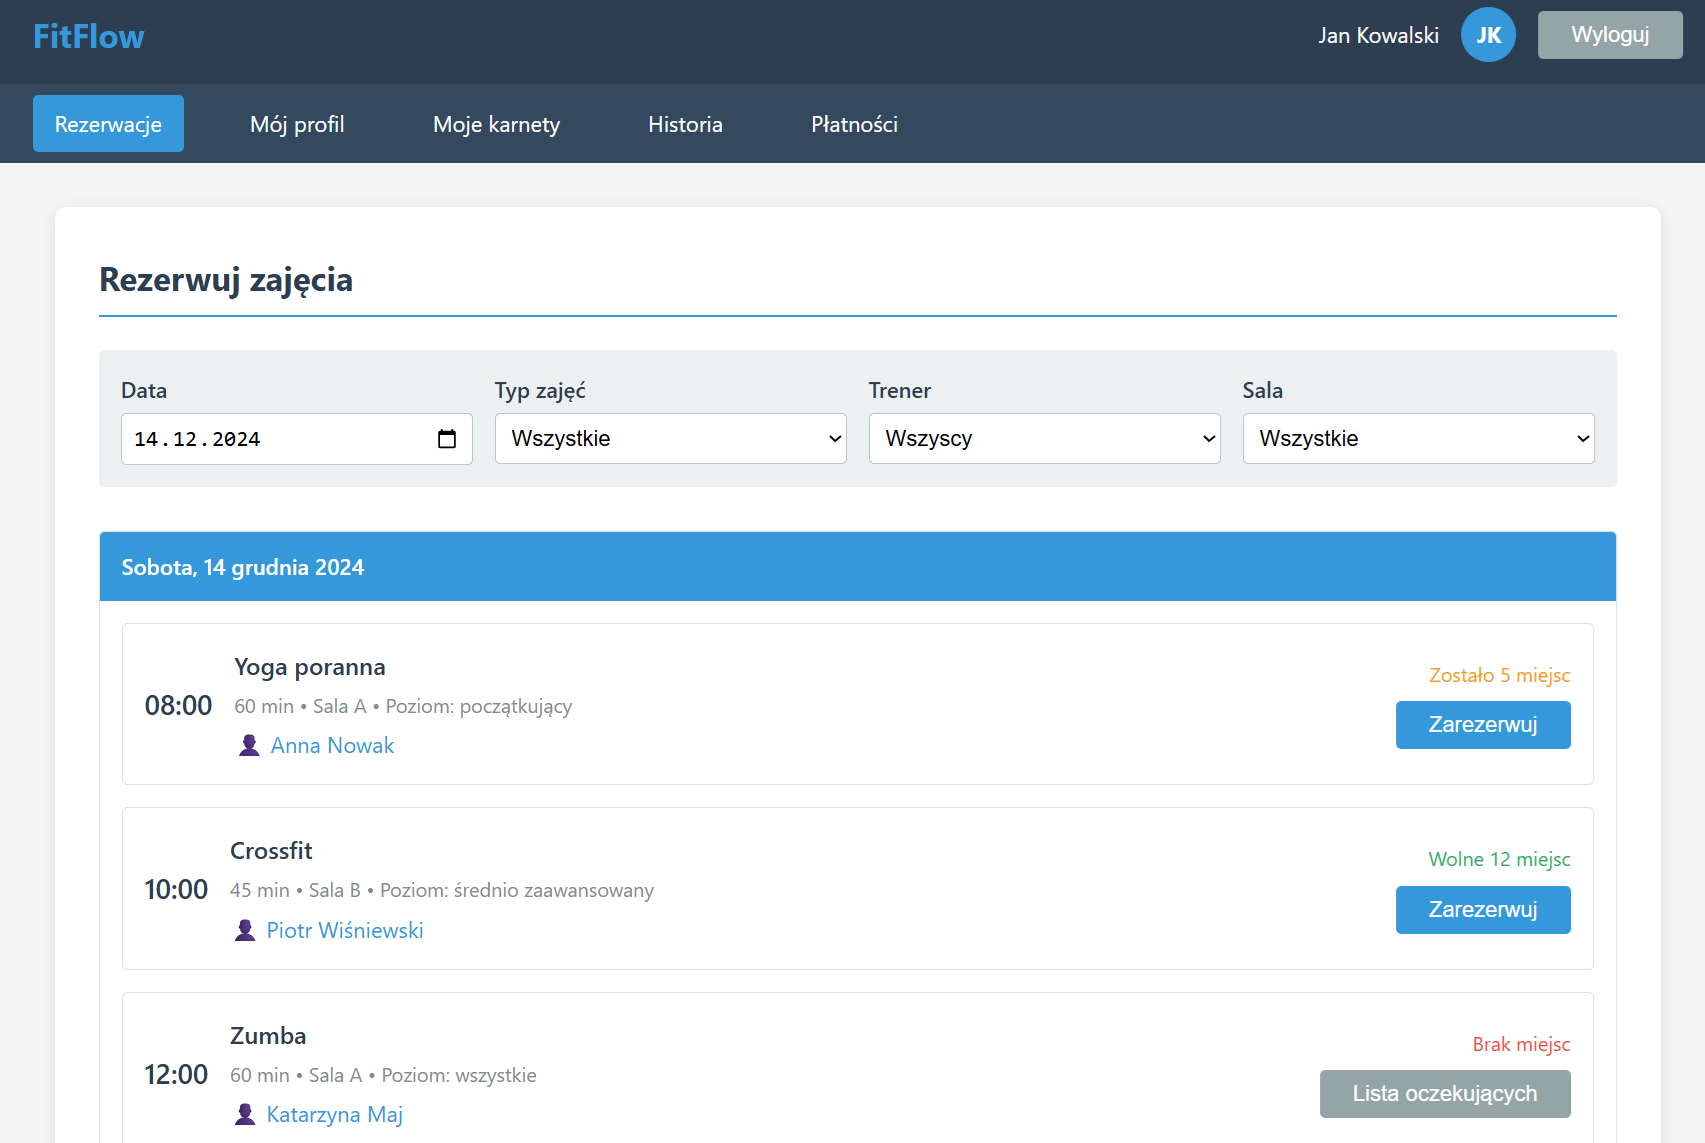 FitFlow
Jan Kowalski
JK
Wyloguj
Rezerwacje
Mój profil
Moje karnety
Historia
Płatności
Rezerwuj zajęcia
Data
Typ zajęć
Trener
Sala
14.12.2024
Wszystkie
Wszyscy
Wszystkie
Sobota, 14 grudnia 2024
08:00
Yoga poranna
60 min • Sala A • Poziom: początkujący
Anna Nowak
Zostało 5 miejsc
Zarezerwuj
10:00
Crossfit
45 min • Sala B • Poziom: średnio zaawansowany
Piotr Wiśniewski
Wolne 12 miejsc
Zarezerwuj
12:00
Zumba
60 min • Sala A • Poziom: wszystkie
Katarzyna Maj
Brak miejsc
Lista oczekujących